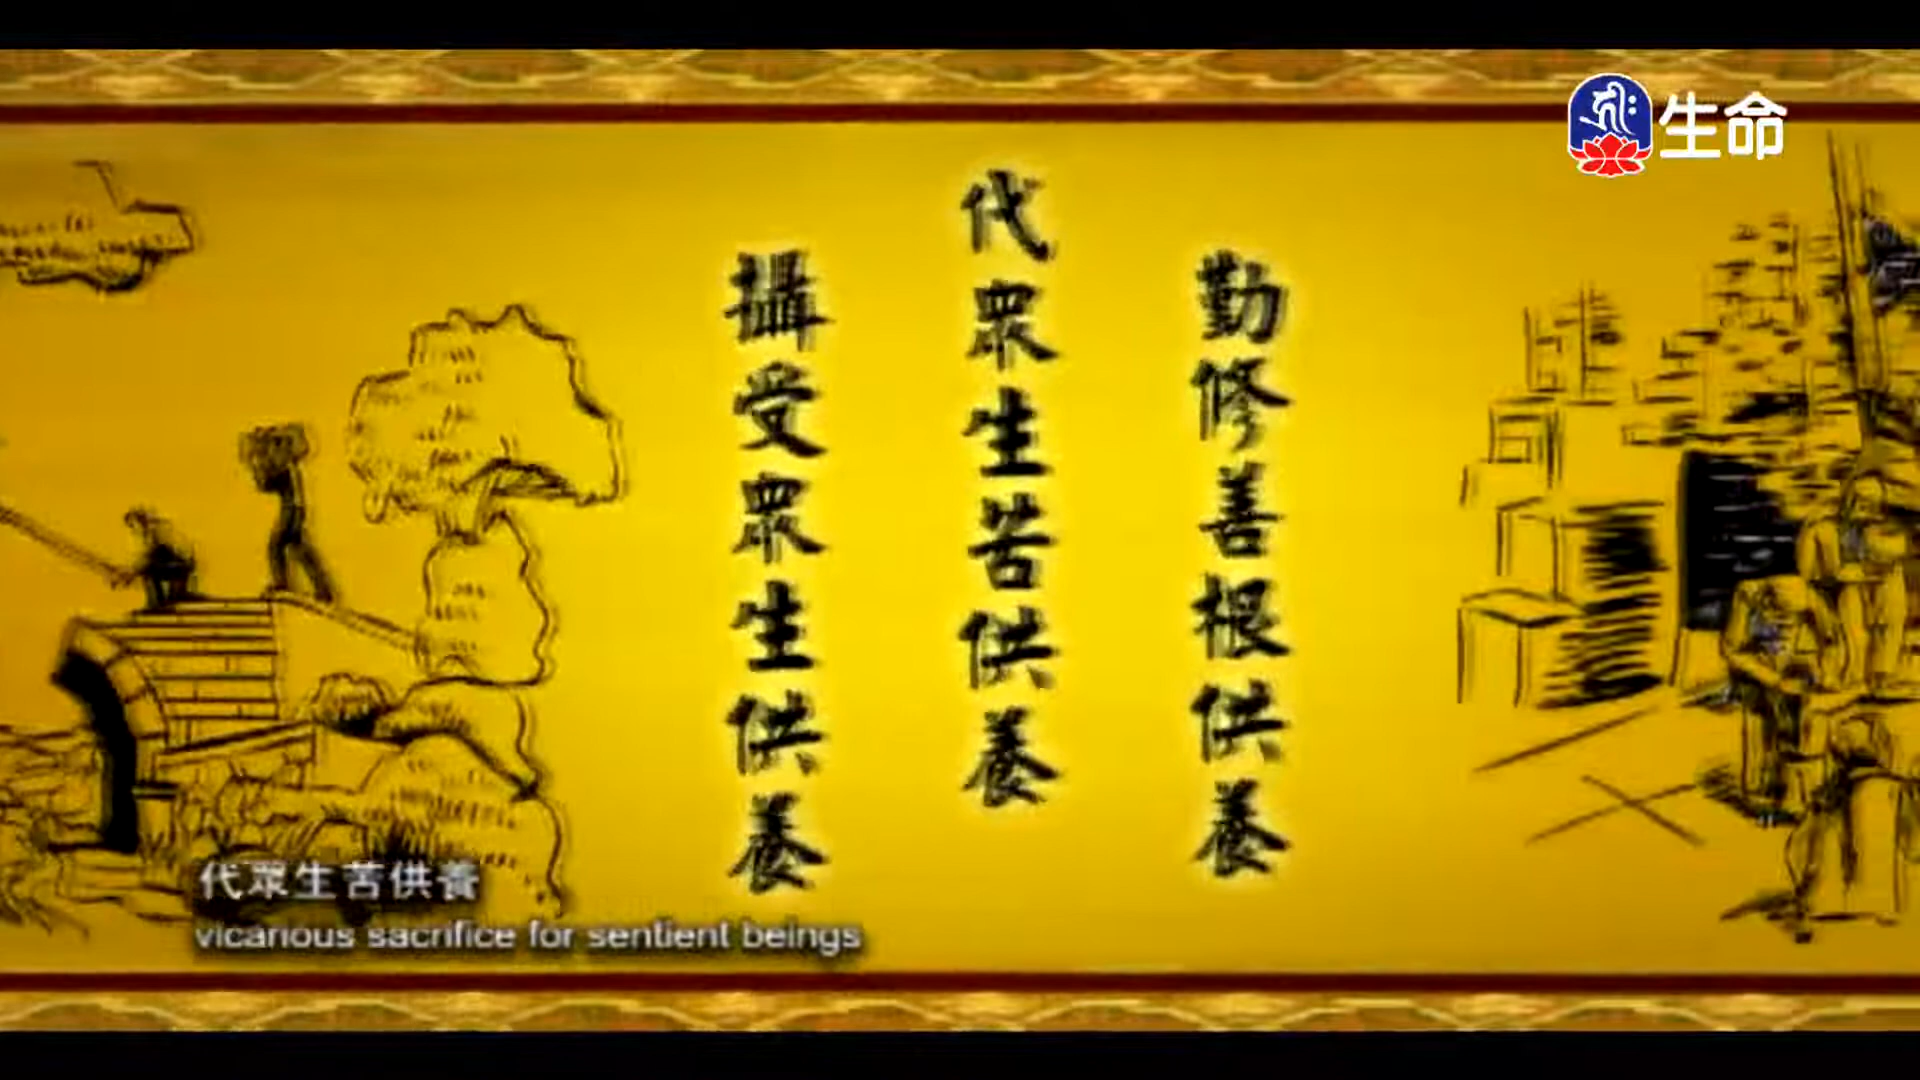 生命
勤修善根供養
代眾生苦供養
攝受眾生供養
代眾生苦供養
vicarious sacrifice for sentient beings